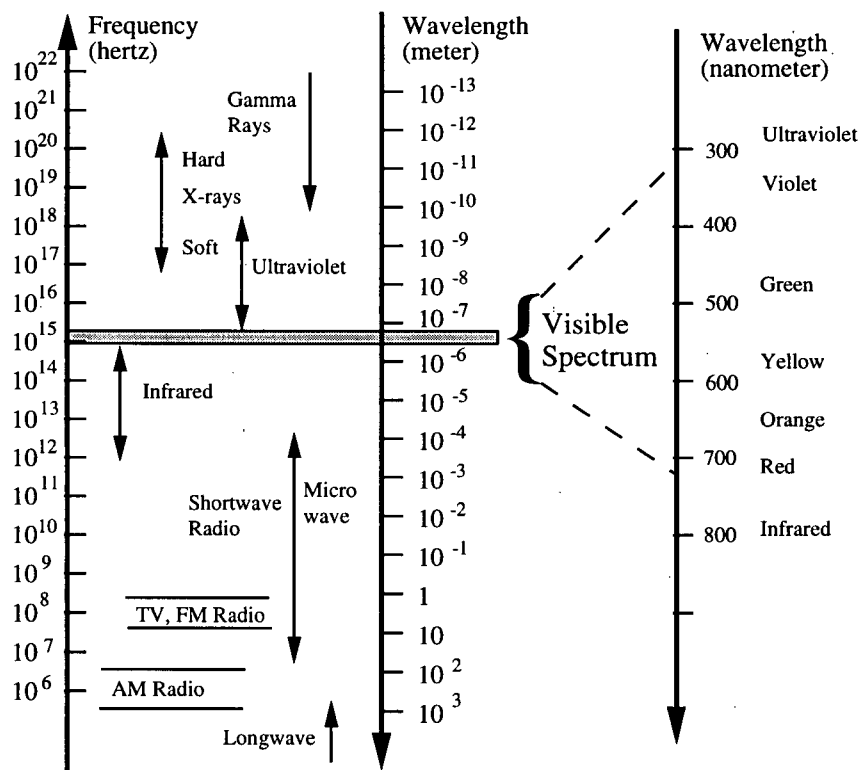 Frequency
(hertz)
10^22
10^21
10^20
10^19
10^18
10^17
10^16
10^15
10^14
10^13
10^12
10^11
10^10
10^9
10^8
10^7
10^6
Gamma
Rays
Hard
X-rays
Soft
Ultraviolet
Infrared
Shortwave
Radio
Micro
wave
TV, FM Radio
AM Radio
Longwave
Wavelength
(meter)
10^-13
10^-12
10^-11
10^-10
10^-9
10^-8
10^-7
10^-6
10^-5
10^-4
10^-3
10^-2
10^-1
1
10
10^2
10^3
Visible
Spectrum
Wavelength
(nanometer)
300
400
500
600
700
800
Ultraviolet
Violet
Green
Yellow
Orange
Red
Infrared